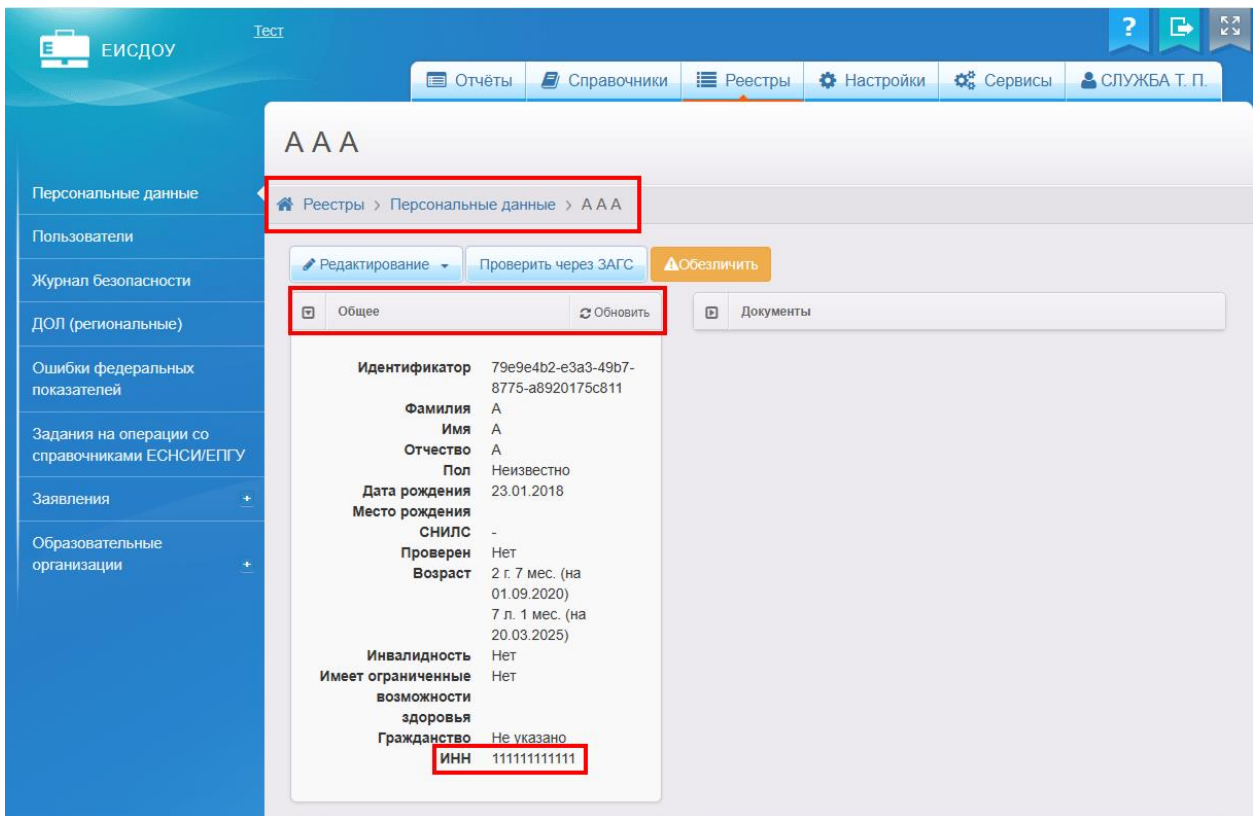 Тест
ЕИСДОУ
?
Отчёты Справочники Реестры Настройки Сервисы СЛУЖБА Т. П.
А А А
Реестры > Персональные данные > А А А
Персональные данные
Пользователи
Журнал безопасности
ДОЛ (региональные)
Ошибки федеральных
показателей
Задания на операции со
справочниками ЕСНСИ/ЕПГУ
Заявления +
Образовательные
организации +
Редактирование Проверить через ЗАГС Обезличить
Общее Обновить Документы
Идентификатор 79e9e4b2-e3a3-49b7-
8775-a8920175c811
Фамилия А
Имя А
Отчество А
Пол Неизвестно
Дата рождения 23.01.2018
Место рождения
СНИЛС -
Проверен Нет
Возраст 2 г. 7 мес. (на
01.09.2020)
7 л. 1 мес. (на
20.03.2025)
Инвалидность Нет
Имеет ограниченные Нет
возможности
здоровья
Гражданство Не указано
ИНН 111111111111